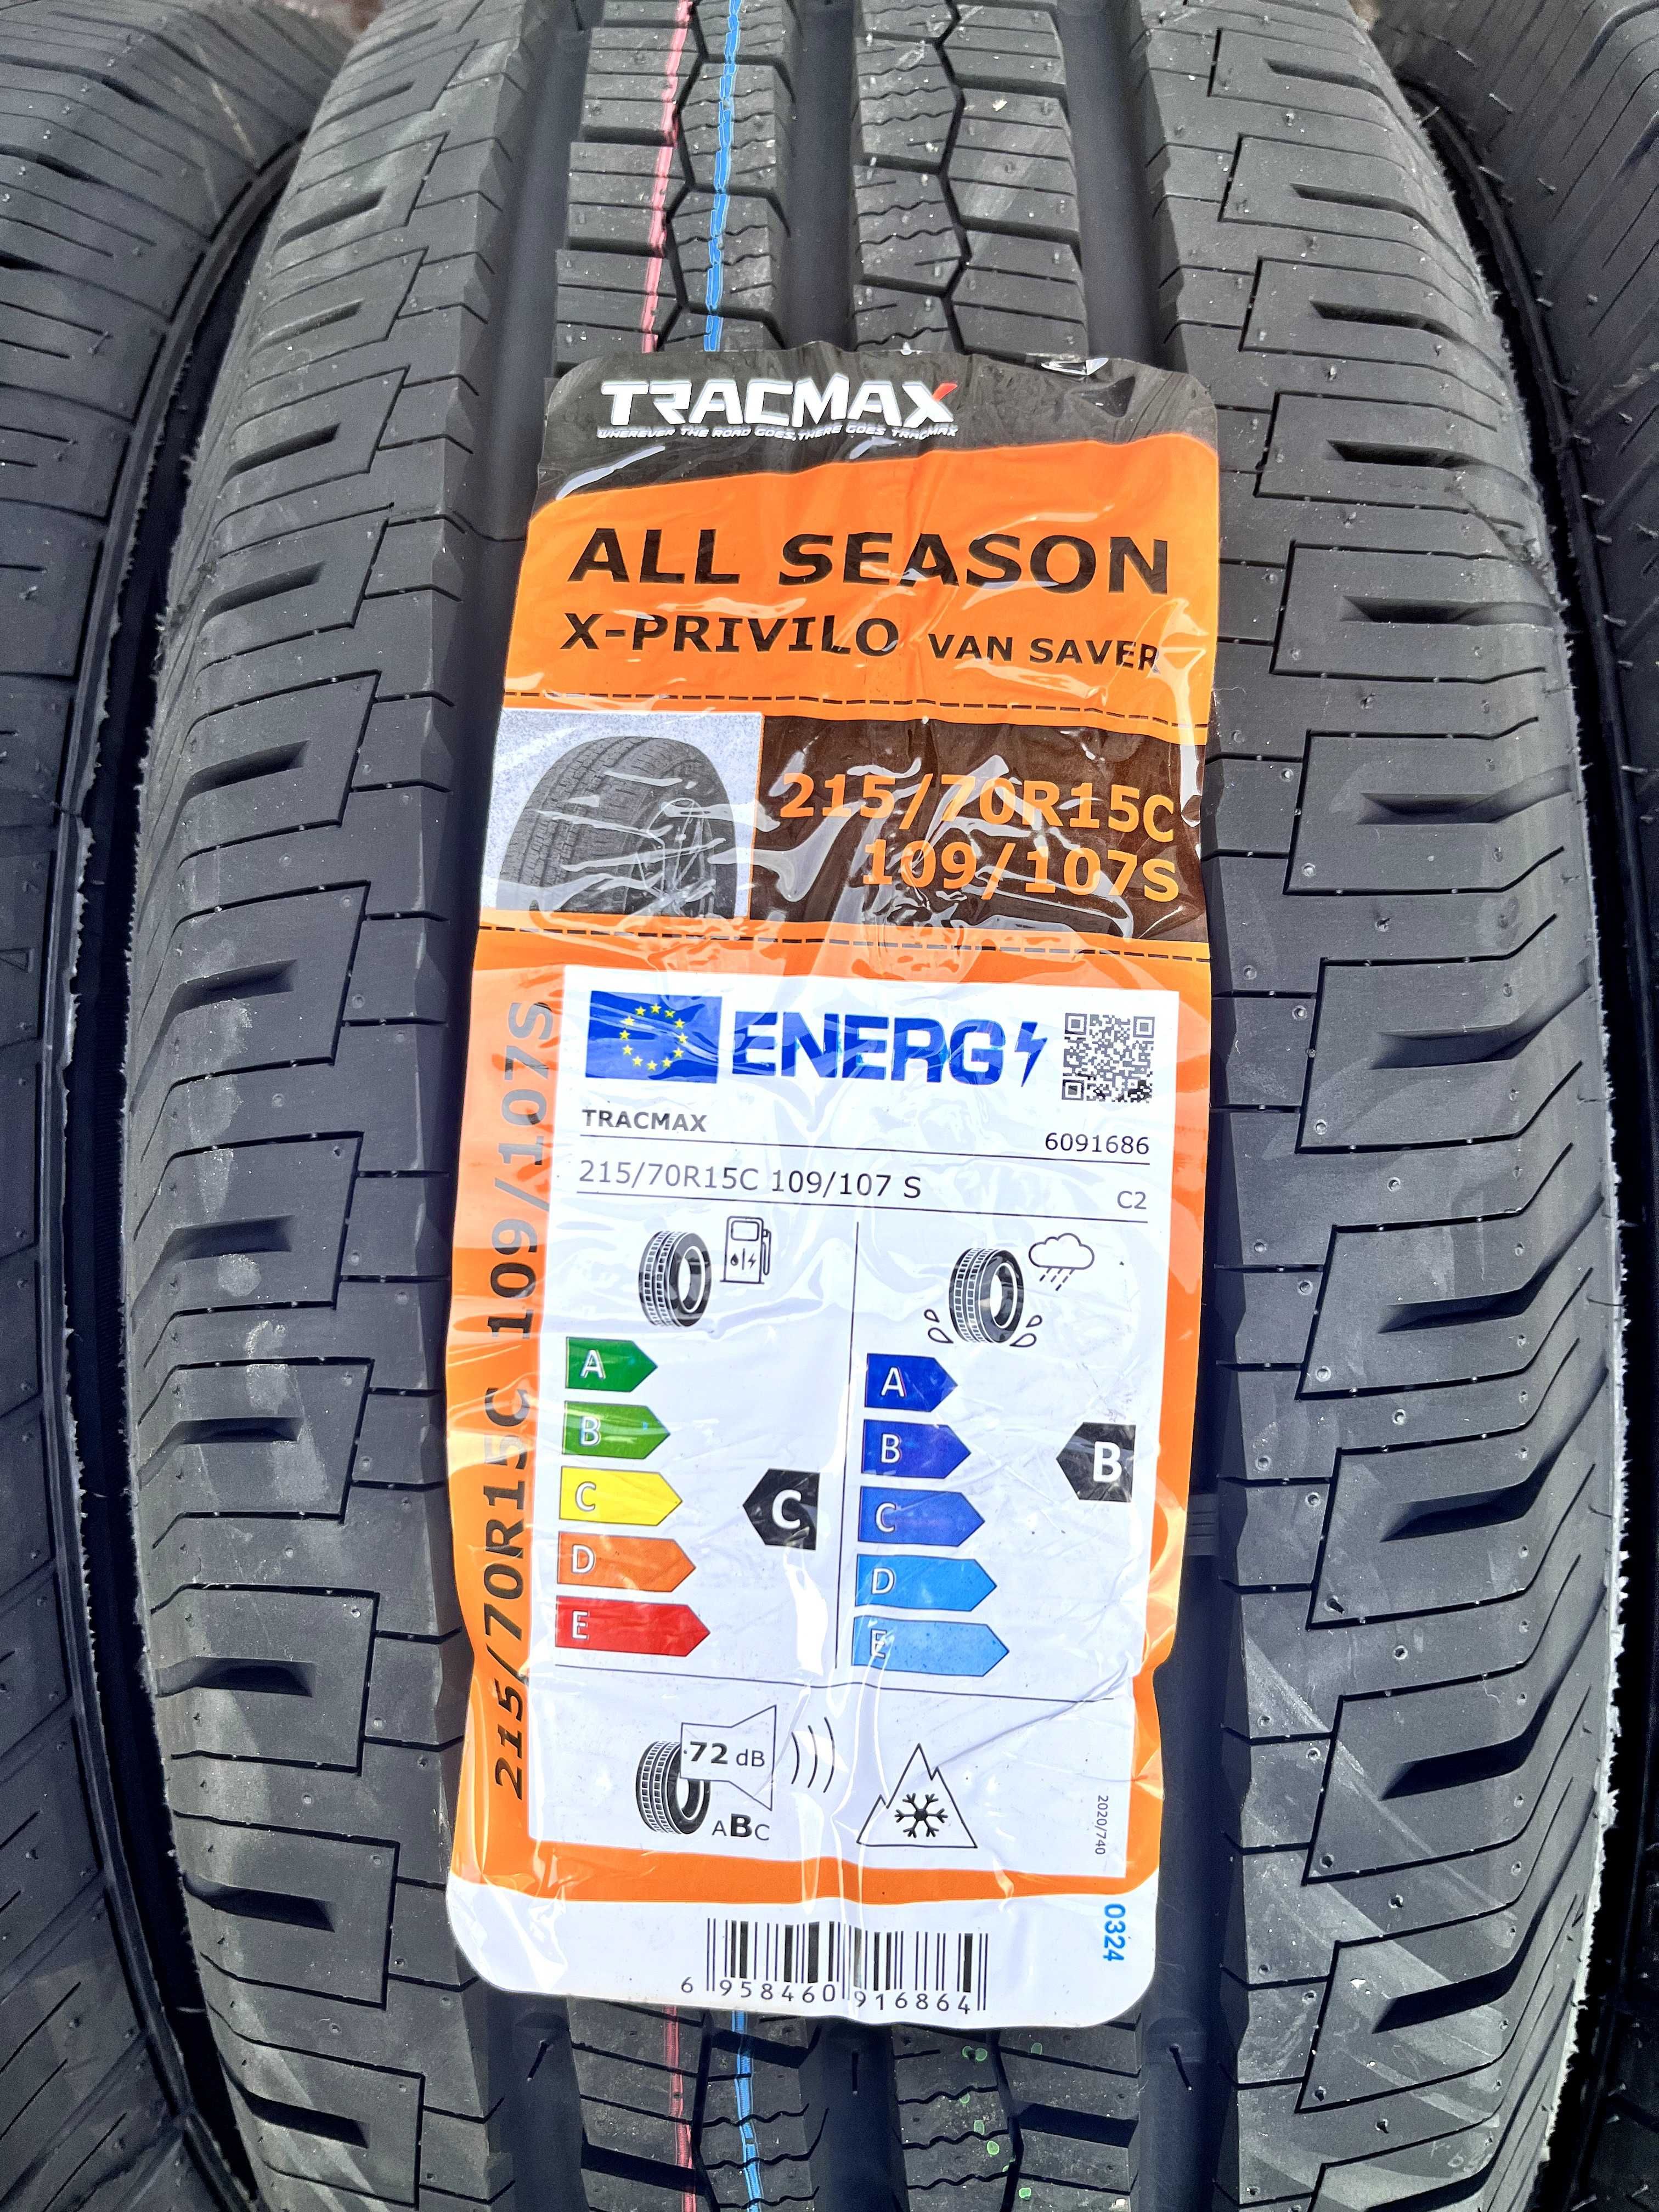 TRACMAX
WHEREVER THE ROAD GOES, THERE GOES TRACMAX
ALL SEASON
X-PRIVILO VAN SAVER
215/70R15C
109/107S
215/70R15C 109/107S
ENERG
TRACMAX
6091686
215/70R15C 109/107 S
C2
A
B
C
D
E
C
A
B
C
D
E
B
72 dB
ABC
2020/740
0324
6 958460 916864